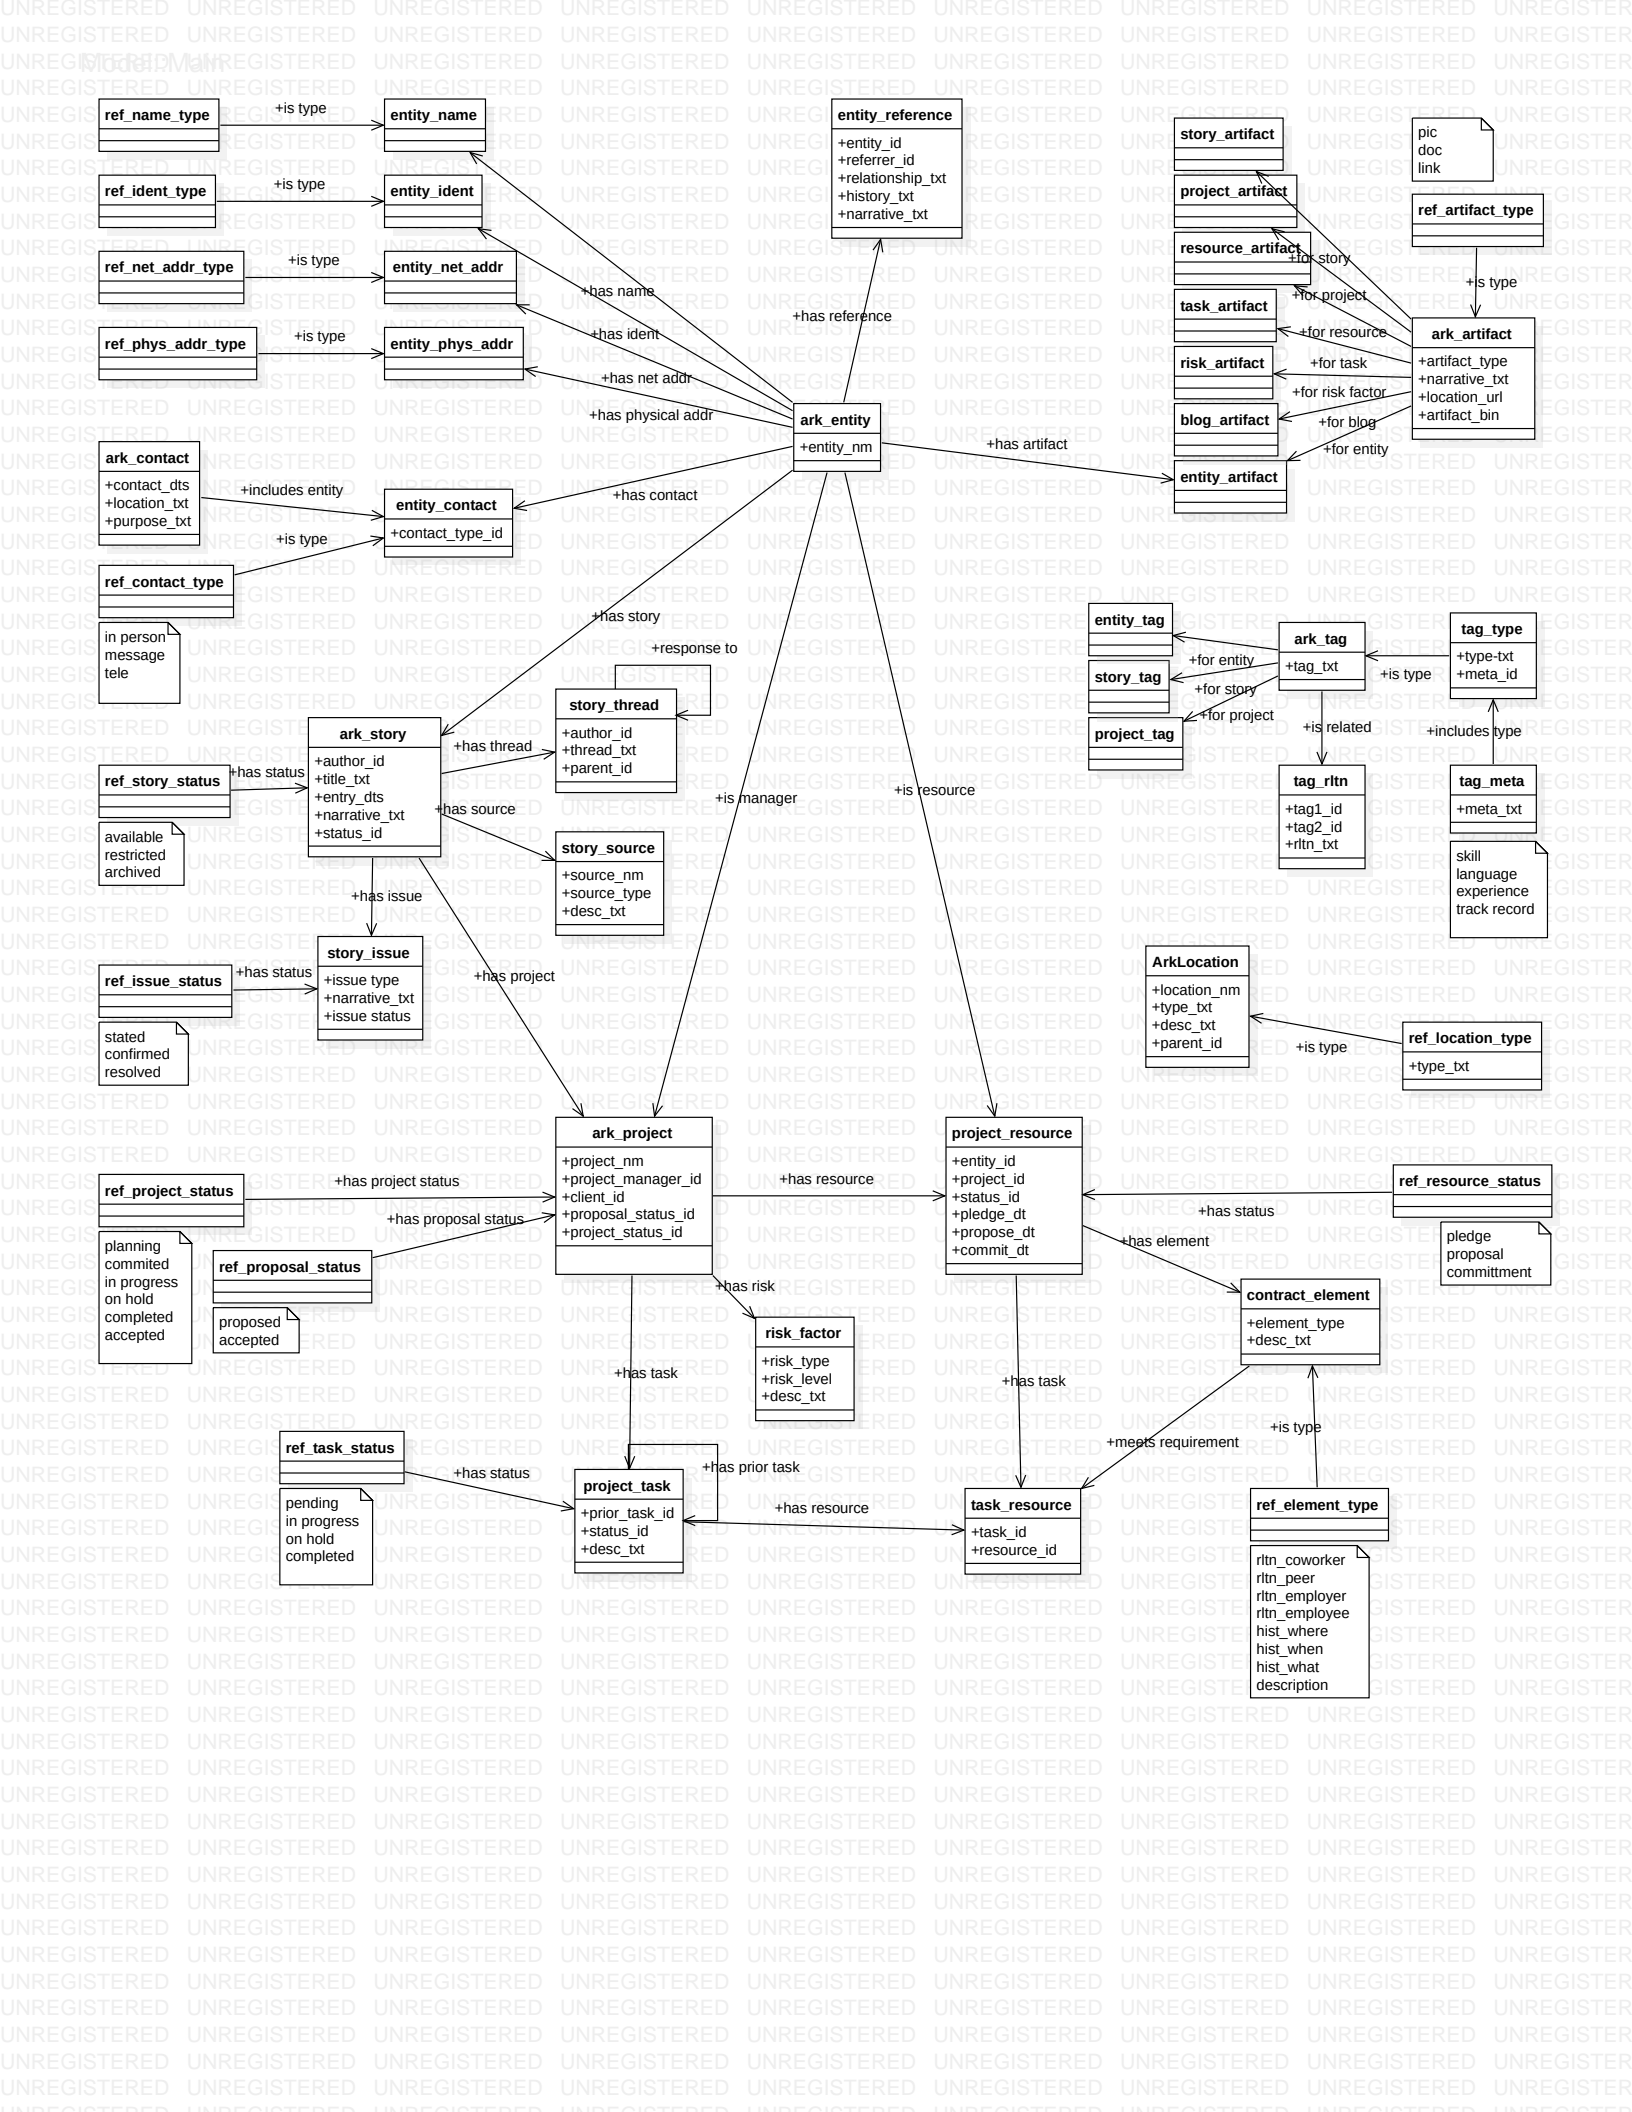 Model::Main
ref_name_type
+is type
entity_name
ref_ident_type
+is type
entity_ident
ref_net_addr_type
+is type
entity_net_addr
ref_phys_addr_type
+is type
entity_phys_addr
+has name
+has ident
+has net addr
+has physical addr
entity_reference
+entity_id
+referrer_id
+relationship_txt
+history_txt
+narrative_txt
+has reference
story_artifact
project_artifact
resource_artifact
task_artifact
risk_artifact
blog_artifact
entity_artifact
pic
doc
link
ref_artifact_type
+is type
+for story
+for project
+for resource
+for task
+for risk factor
+for blog
+for entity
ark_artifact
+artifact_type
+narrative_txt
+location_url
+artifact_bin
ark_entity
+entity_nm
+has artifact
ark_contact
+contact_dts
+location_txt
+purpose_txt
+includes entity
entity_contact
+contact_type_id
+has contact
+is type
ref_contact_type
in person
message
tele
+has story
+response to
story_thread
+author_id
+thread_txt
+parent_id
ark_story
+author_id
+title_txt
+entry_dts
+narrative_txt
+status_id
+has thread
+has status
ref_story_status
available
restricted
archived
+has source
story_source
+source_nm
+source_type
+desc_txt
+is manager
+is resource
entity_tag
story_tag
project_tag
+for entity
+for story
+for project
ark_tag
+tag_txt
+is type
tag_type
+type-txt
+meta_id
+is related
+includes type
tag_rltn
+tag1_id
+tag2_id
+rltn_txt
tag_meta
+meta_txt
skill
language
experience
track record
+has issue
story_issue
+issue type
+narrative_txt
+issue status
+has status
ref_issue_status
stated
confirmed
resolved
+has project
ArkLocation
+location_nm
+type_txt
+desc_txt
+parent_id
+is type
ref_location_type
+type_txt
ark_project
+project_nm
+project_manager_id
+client_id
+proposal_status_id
+project_status_id
+has resource
project_resource
+entity_id
+project_id
+status_id
+pledge_dt
+propose_dt
+commit_dt
+has project status
ref_project_status
+has proposal status
planning
commited
in progress
on hold
completed
accepted
ref_proposal_status
proposed
accepted
ref_resource_status
+has status
pledge
proposal
committment
+has element
contract_element
+element_type
+desc_txt
+has risk
risk_factor
+risk_type
+risk_level
+desc_txt
+has task
+has task
+is type
+meets requirement
ref_task_status
+has status
pending
in progress
on hold
completed
project_task
+prior_task_id
+status_id
+desc_txt
+has prior task
+has resource
task_resource
+task_id
+resource_id
ref_element_type
rltn_coworker
rltn_peer
rltn_employer
rltn_employee
hist_where
hist_when
hist_what
description
UNREGISTERED